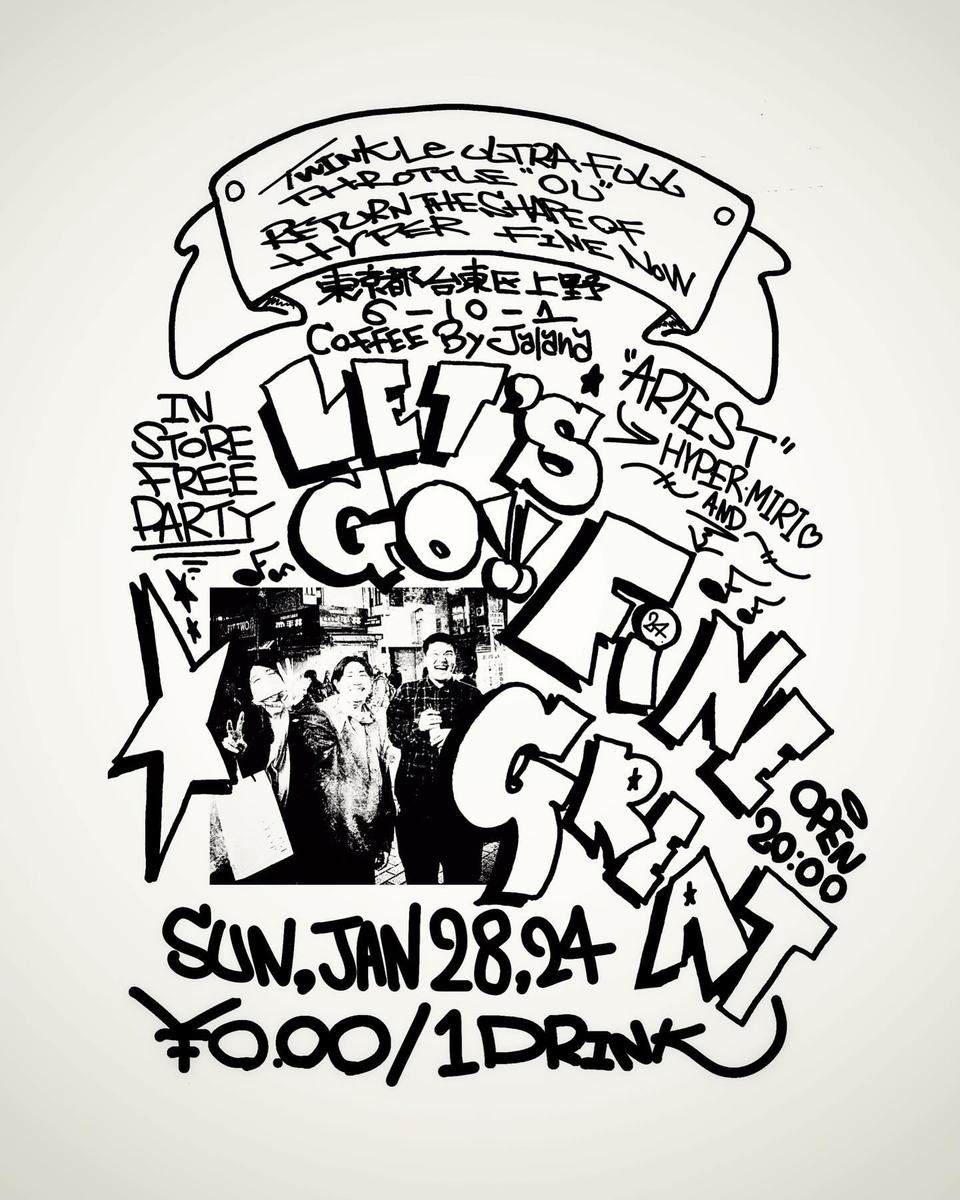 TWINKLE ULTRA FULL
THROTTLE "OU"
RETURN THE SHAPE OF
HYPER FINE NOW
東京都台東区上野
6-10-1
COFFEE By Jalana
IN
STORE
FREE
PARTY
LET'S
GO!!
"ARTIST"
HYPER・MIRI♡
AND
24
FINE
GREAT
OPEN
20:00
SUN, JAN 28, 24
¥0.00/1DRINK